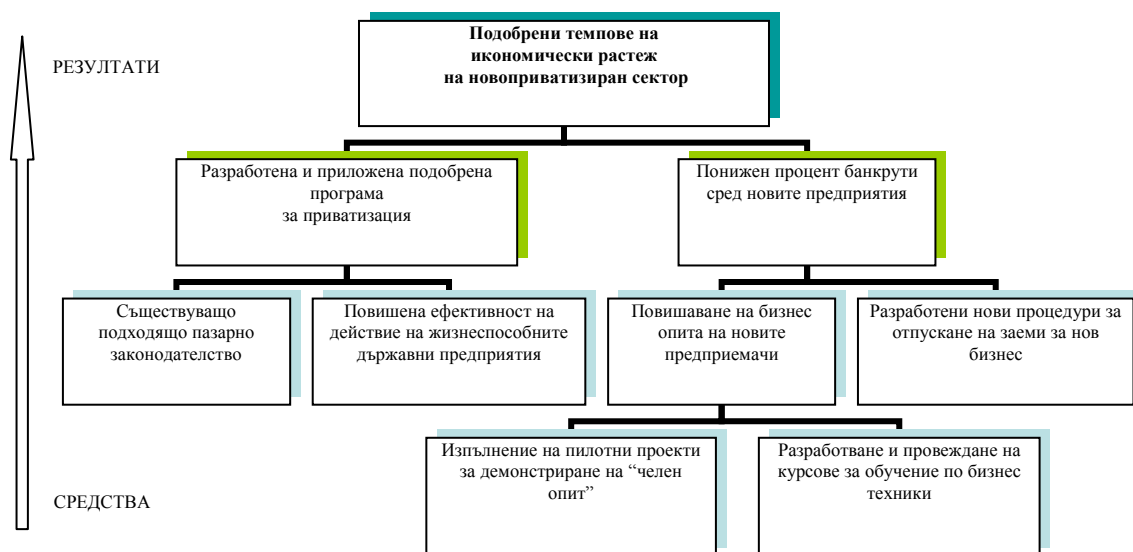 Подобрени темпове на
икономически растеж
на новоприватизиран сектор
РЕЗУЛТАТИ
Разработена и приложена подобрена
програма
за приватизация
Понижен процент банкрути
сред новите предприятия
Съществуващо
подходящо пазарно
законодателство
Повишена ефективност на
действие на жизнеспособните
държавни предприятия
Повишаване на бизнес
опита на новите
предприемачи
Разработени нови процедури за
отпускане на заеми за нов
бизнес
Изпълнение на пилотни проекти
за демонстриране на “челен
опит”
Разработване и провеждане на
курсове за обучение по бизнес
техники
СРЕДСТВА